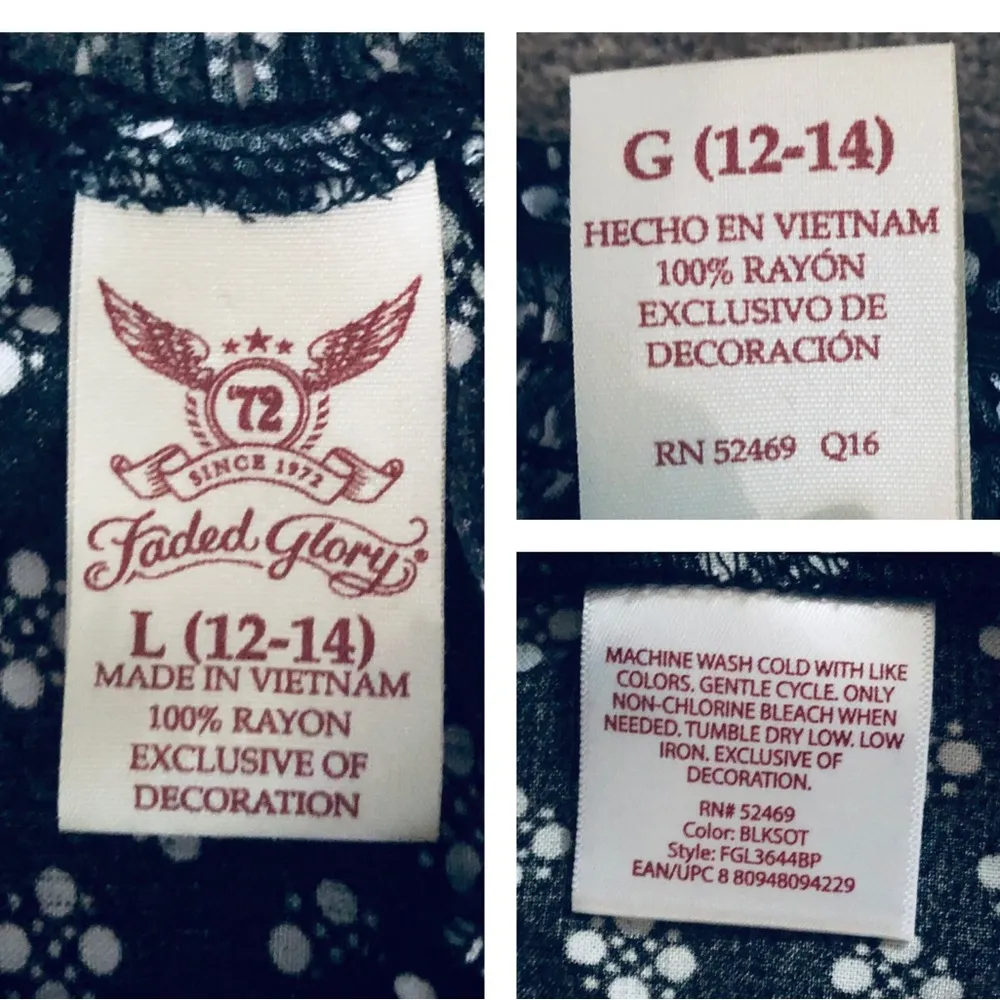 '72
SINCE 1972
Faded Glory®
L (12-14)
MADE IN VIETNAM
100% RAYON
EXCLUSIVE OF
DECORATION
G (12-14)
HECHO EN VIETNAM
100% RAYÓN
EXCLUSIVO DE
DECORACIÓN
RN 52469 Q16
MACHINE WASH COLD WITH LIKE
COLORS. GENTLE CYCLE. ONLY
NON-CHLORINE BLEACH WHEN
NEEDED. TUMBLE DRY LOW. LOW
IRON. EXCLUSIVE OF
DECORATION.
RN# 52469
Color: BLKSOT
Style: FGL3644BP
EAN/UPC 8 80948094229